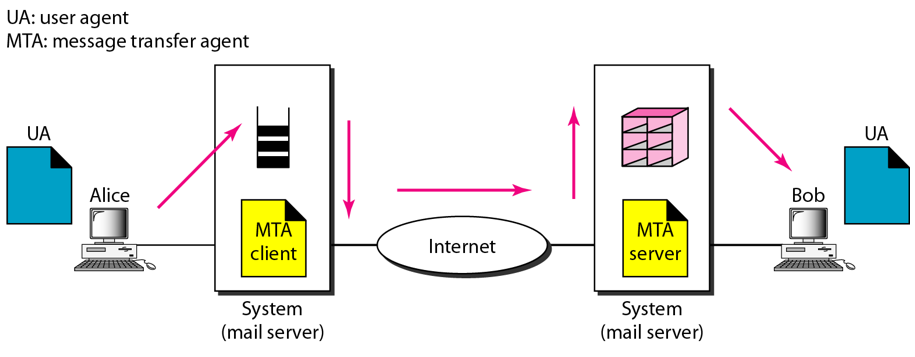 UA: user agent
MTA: message transfer agent
UA
Alice
MTA
client
System
(mail server)
Internet
MTA
server
System
(mail server)
UA
Bob